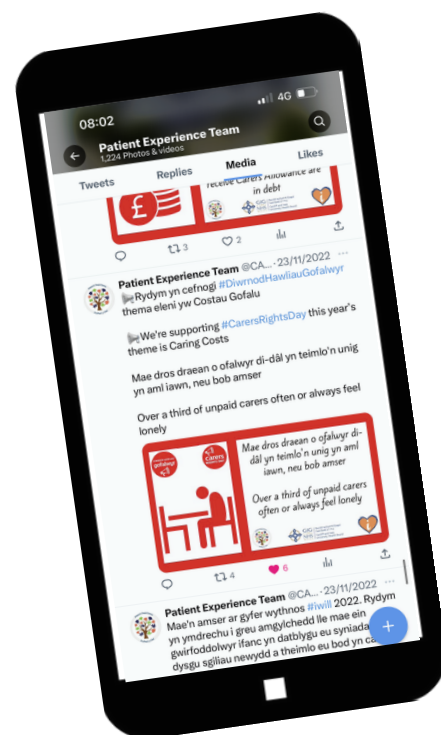 08:02
4G
Patient Experience Team
1,224 Photos & videos
Tweets Replies Media Likes
receive Carers Allowance are
in debt
£
3 2
Patient Experience Team @CA... · 23/11/2022 ...
Rydym yn cefnogi #DiwrnodHawliauGofalwyr
thema eleni yw Costau Gofalu
We're supporting #CarersRightsDay this year's
theme is Caring Costs
Mae dros draean o ofalwyr di-dâl yn teimlo'n unig
yn aml iawn, neu bob amser
Over a third of unpaid carers often or always feel
lonely
gofalwyr
carers
Mae dros draean o ofalwyr di-
dâl yn teimlo'n unig yn aml
iawn, neu bob amser
Over a third of unpaid carers
often or always feel lonely
GIG
NHS
4 6
Patient Experience Team @CA... · 23/11/2022 ...
Mae'n amser ar gyfer wythnos #iwill 2022. Rydym
yn ymdrechu i greu amgylchedd lle mae ein
gwirfoddolwyr ifanc yn datblygu eu syniada
dysgu sgiliau newydd a theimlo eu bod yn ca